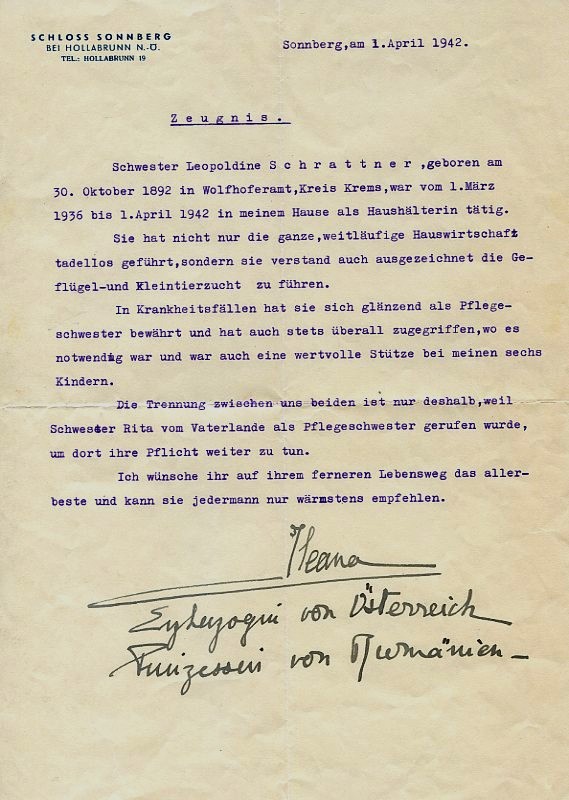 SCHLOSS SONNBERG
BEI HOLLABRUNN N.-Ö.
TEL.: HOLLABRUNN 19
Sonnberg,am 1.April 1942.
Zeugnis.
Schwester Leopoldine Schrattner ,geboren am
30. Oktober 1892 in Wolfhoferamt,Kreis Krems,war vom 1.März
1936 bis 1.April 1942 in meinem Hause als Haushälterin tätig.
Sie hat nicht nur die ganze,weitläufige Hauswirtschaft
tadellos geführt,sondern sie verstand auch ausgezeichnet die Ge-
flügel-und Kleintierzucht zu führen.
In Krankheitsfällen hat sie sich glänzend als Pflege-
schwester bewährt und hat auch stets überall zugegriffen,wo es
notwendig war und war auch eine wertvolle Stütze bei meinen sechs
Kindern.
Die Trennung zwischen uns beiden ist nur deshalb,weil
Schwester Rita vom Vaterlande als Pflegeschwester gerufen wurde,
um dort ihre Pflicht weiter zu tun.
Ich wünsche ihr auf ihrem ferneren Lebensweg das aller-
beste und kann sie jedermann nur wärmstens empfehlen.
Ileana
Erzherzogin von Österreich
Prinzessin von Rumänien